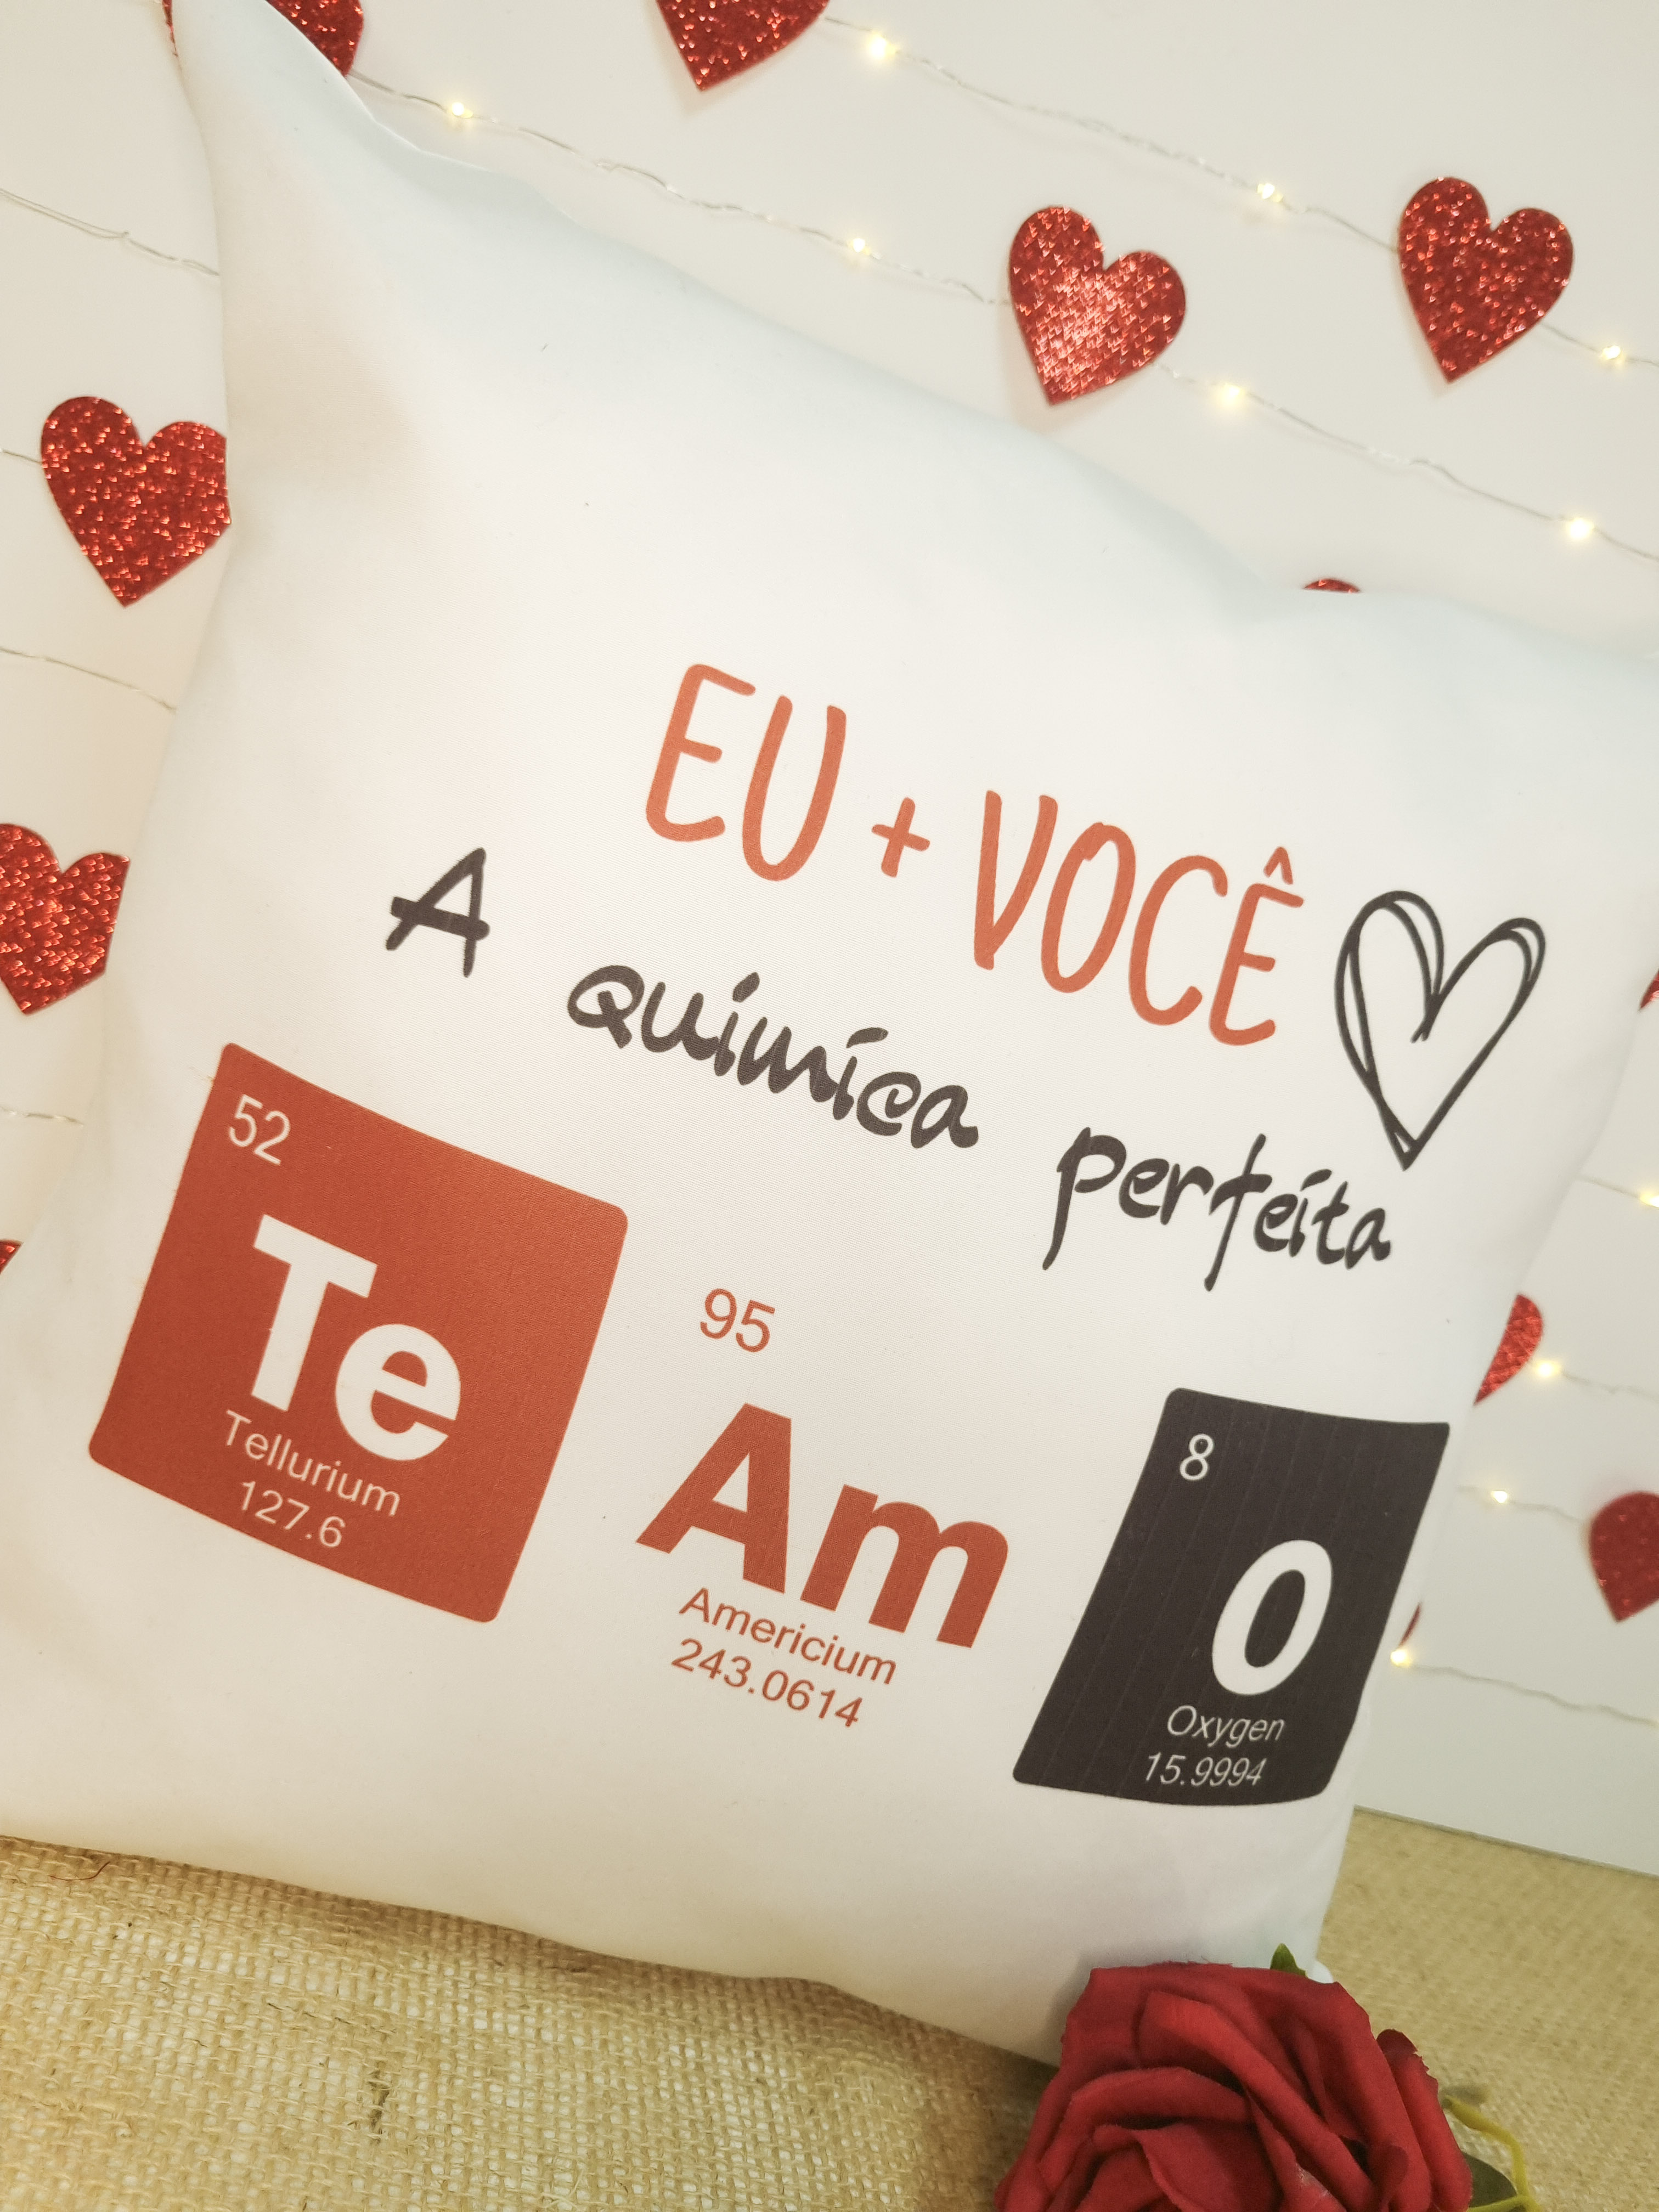 EU + VOCÊ
A química perfeita
52
Te
Tellurium
127.6
95
Am
Americium
243.0614
8
O
Oxygen
15.9994